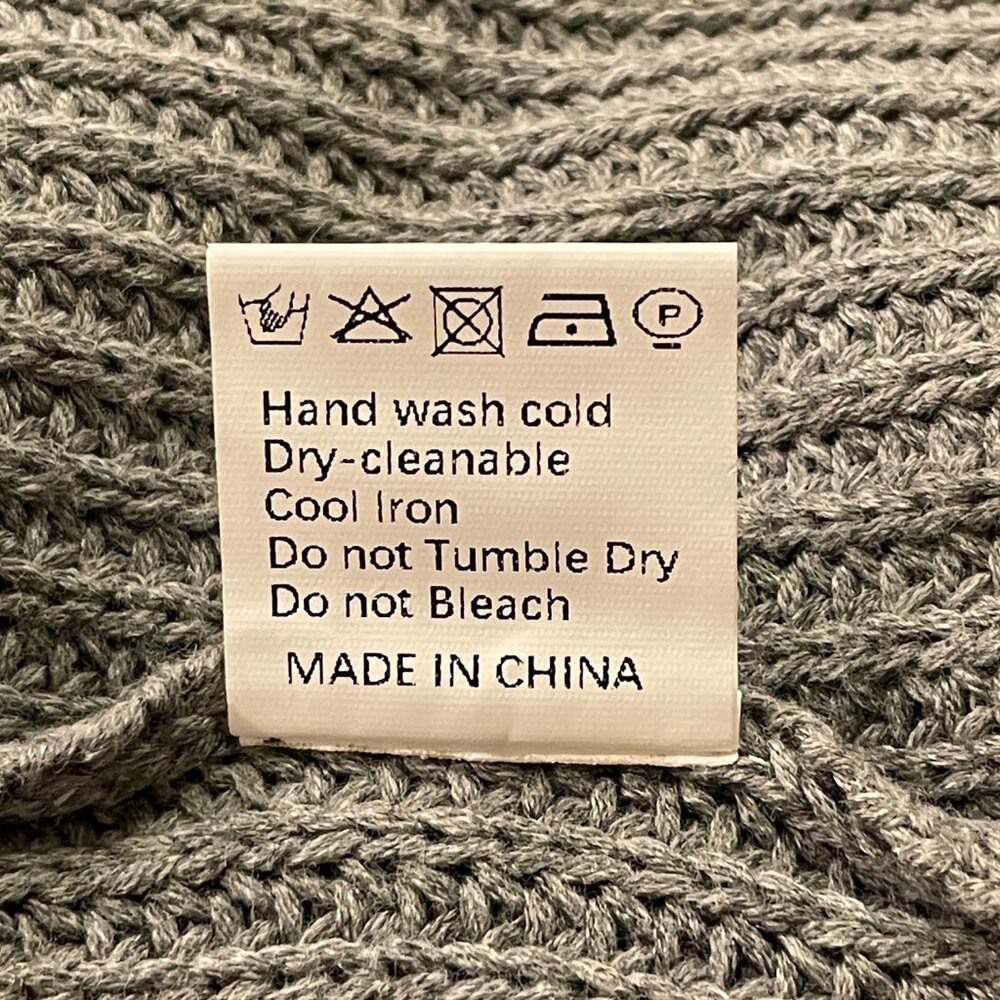 P
Hand wash cold
Dry-cleanable
Cool Iron
Do not Tumble Dry
Do not Bleach
MADE IN CHINA